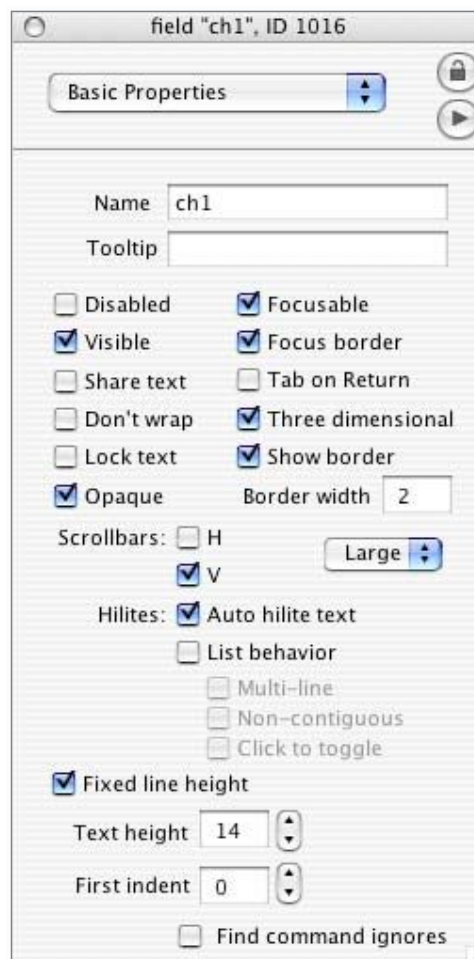 field "ch1", ID 1016
Basic Properties
Name ch1
Tooltip
Disabled Focusable
Visible Focus border
Share text Tab on Return
Don't wrap Three dimensional
Lock text Show border
Opaque Border width 2
Scrollbars: H Large
V
Hilites: Auto hilite text
List behavior
Multi-line
Non-contiguous
Click to toggle
Fixed line height
Text height 14
First indent 0
Find command ignores